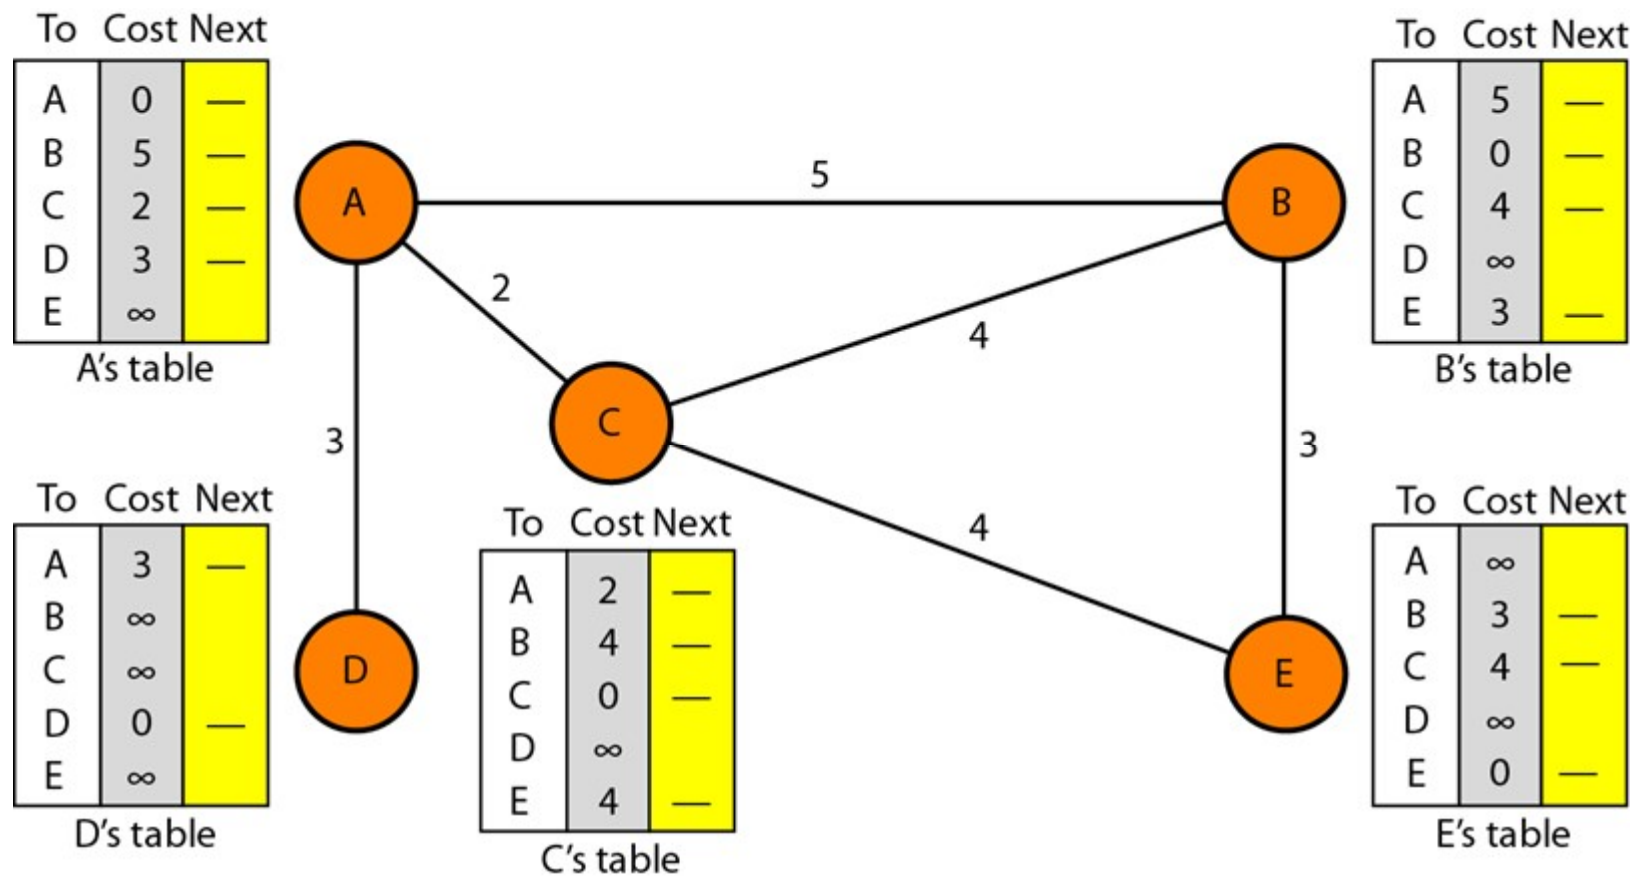 To Cost Next
A 0 —
B 5 —
C 2 —
D 3 —
E ∞
A's table
To Cost Next
A 5 —
B 0 —
C 4 —
D ∞
E 3 —
B's table
A
5
B
2
4
C
3
3
4
D
E
To Cost Next
A 3 —
B ∞
C ∞
D 0 —
E ∞
D's table
To Cost Next
A 2 —
B 4 —
C 0 —
D ∞
E 4 —
C's table
To Cost Next
A ∞
B 3 —
C 4 —
D ∞
E 0 —
E's table